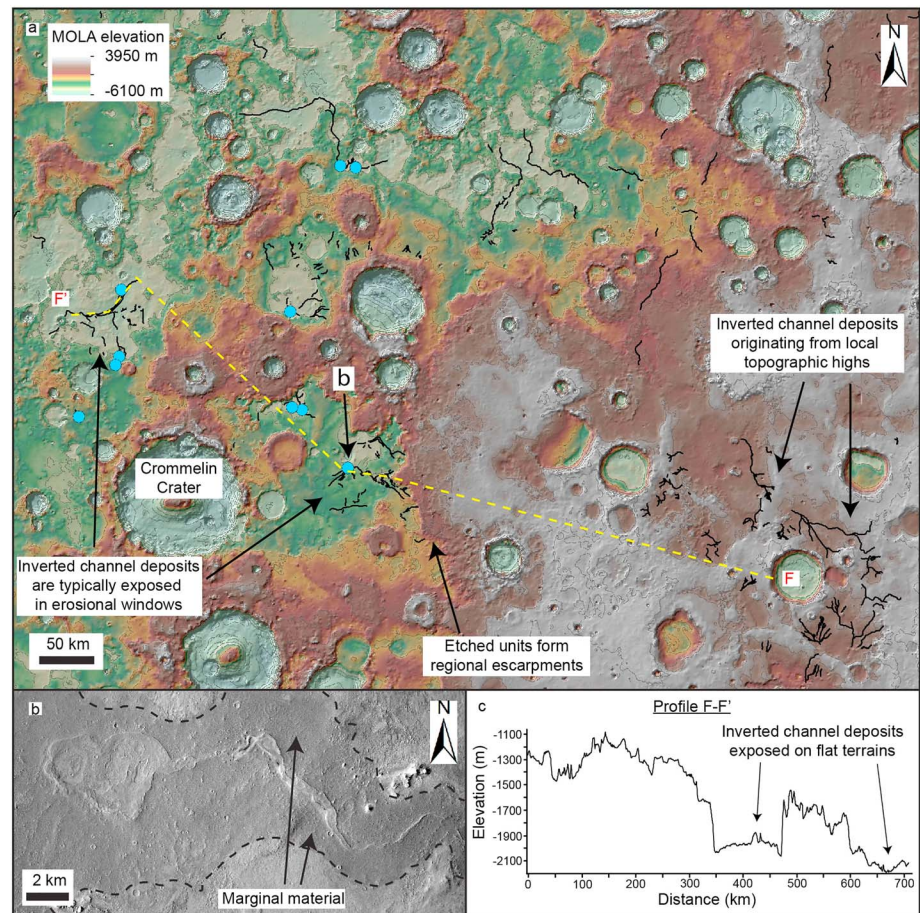 a
MOLA elevation
3950 m
-6100 m
N
F'
b
Inverted channel deposits
originating from local
topographic highs
Crommelin
Crater
F
Inverted channel deposits
are typically exposed
in erosional windows
Etched units form
regional escarpments
50 km
b
N
Marginal material
2 km
c
Profile F-F'
Inverted channel deposits
exposed on flat terrains
Elevation (m)
-1100
-1300
-1500
-1700
-1900
-2100
0 100 200 300 400 500 600 700
Distance (km)